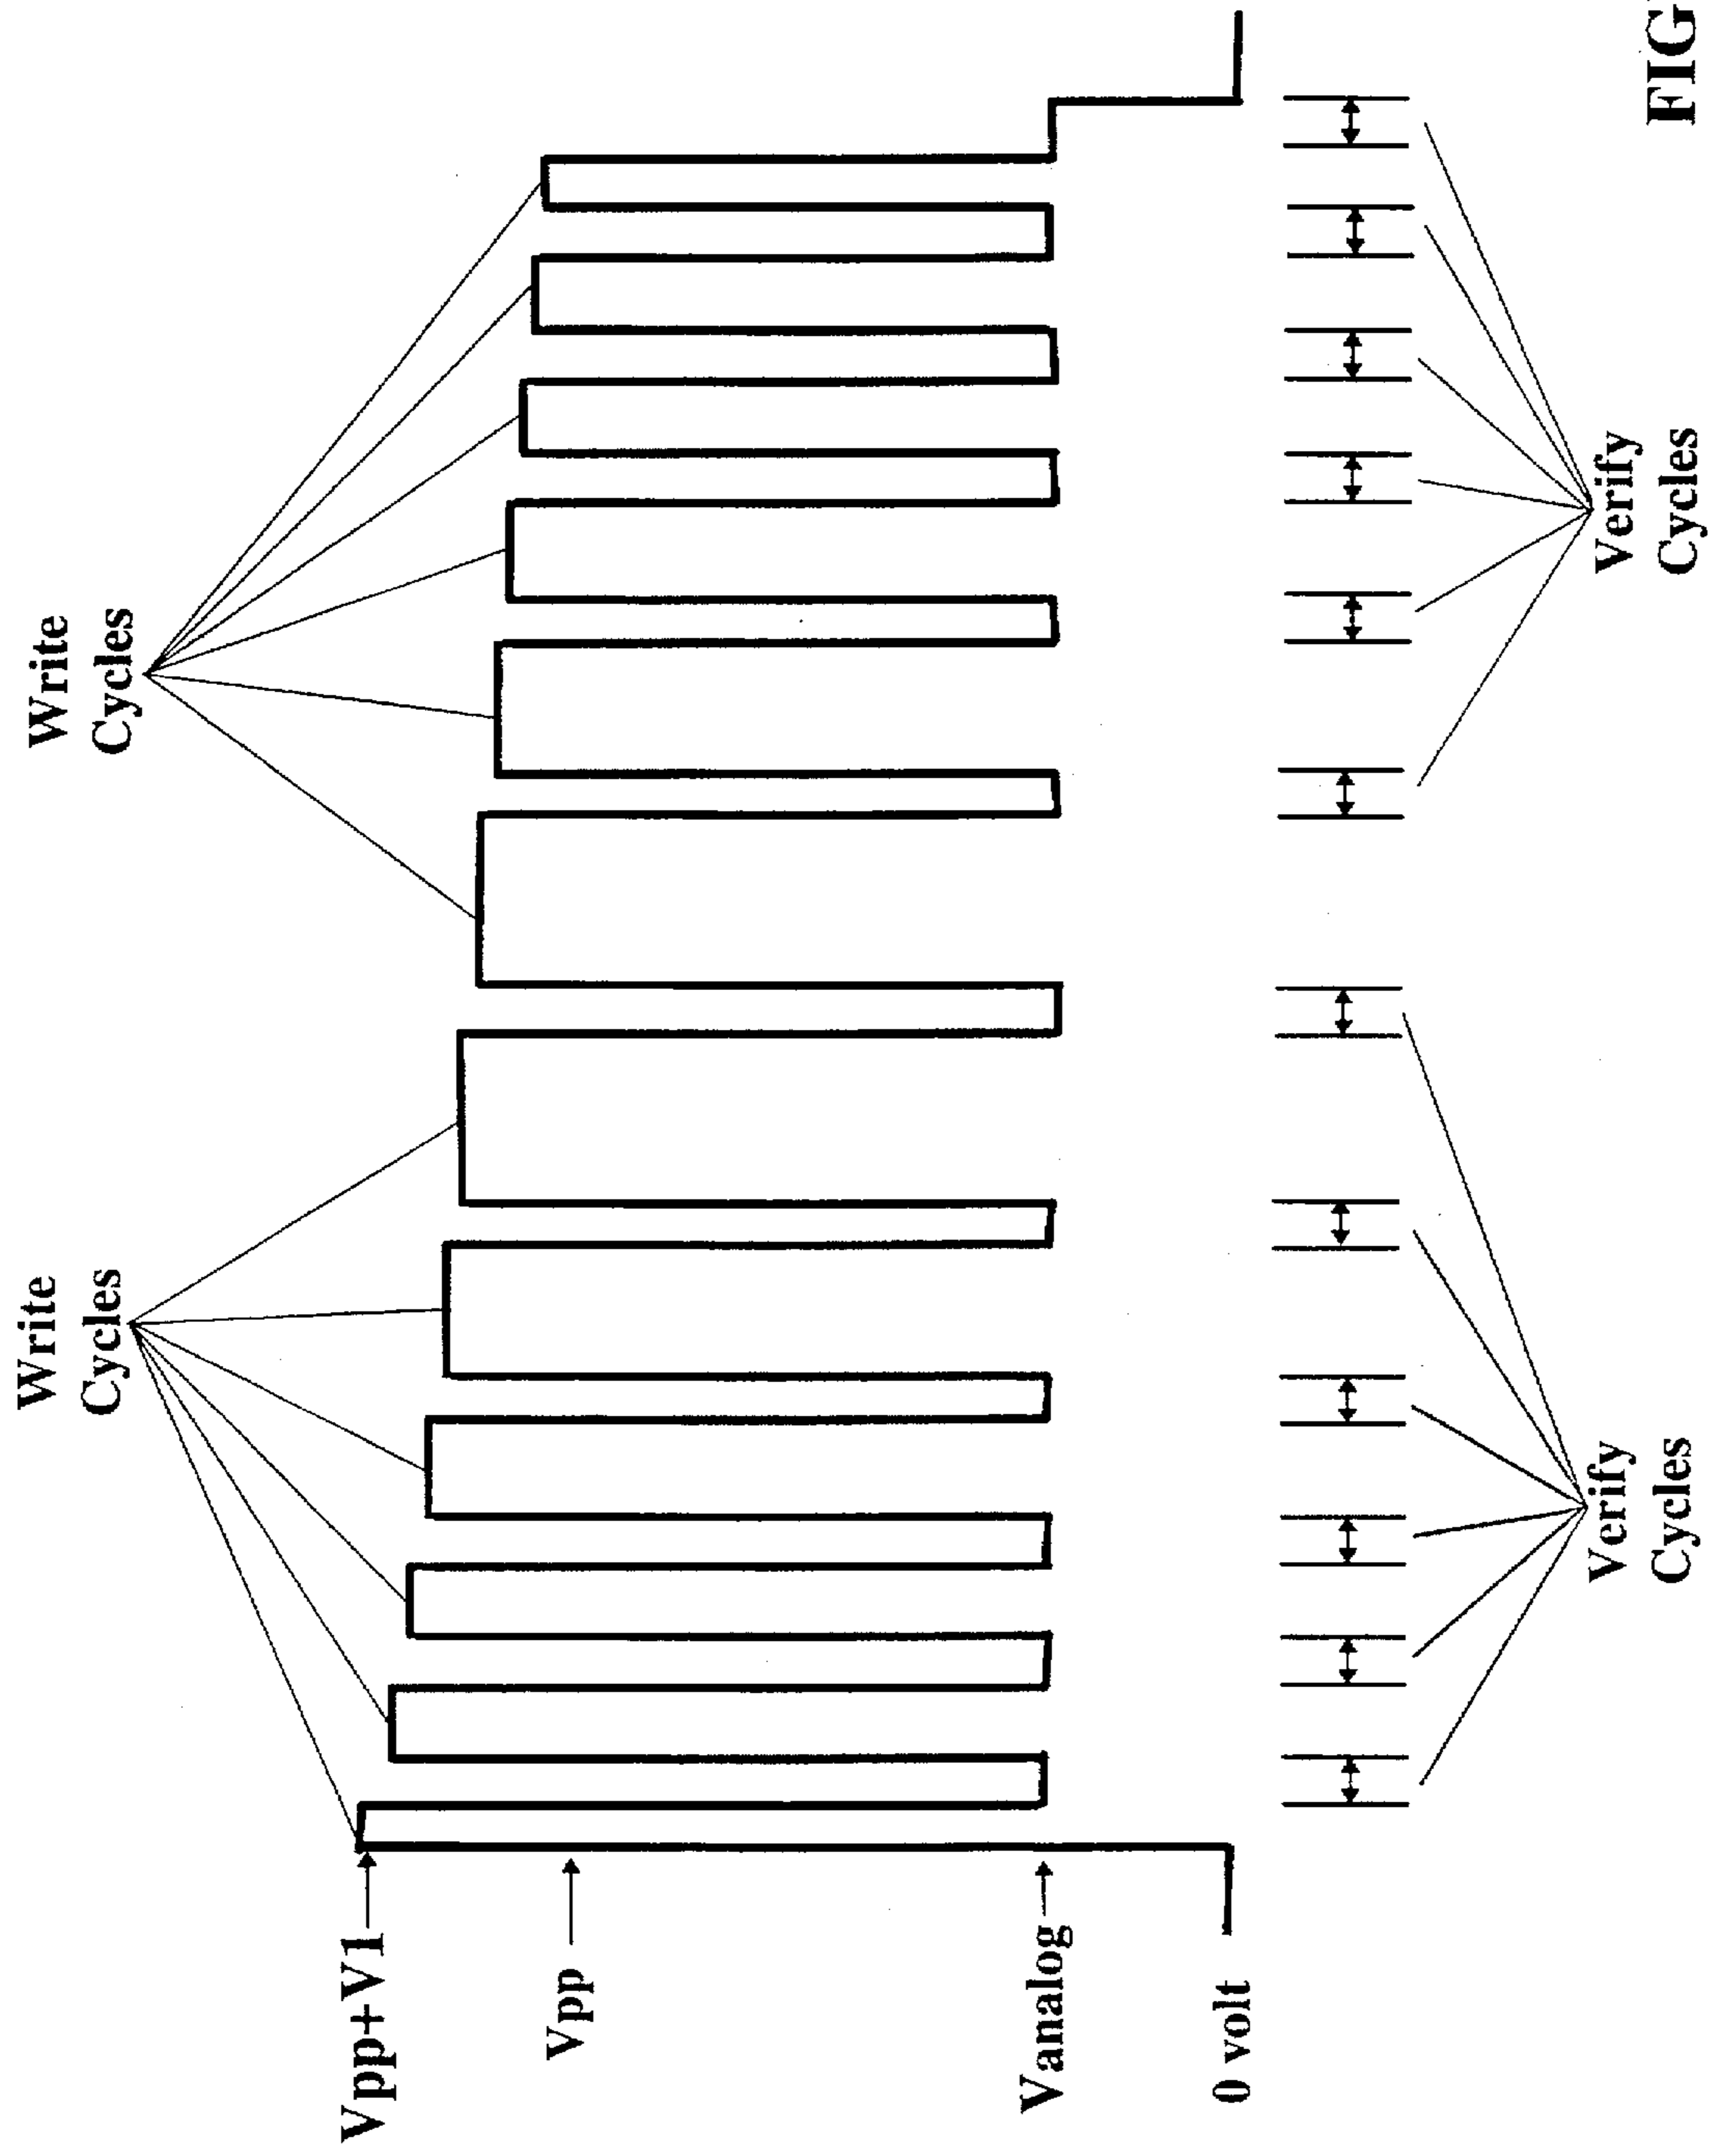 Write
Cycles
Write
Cycles
Vpp+V1
Vpp
Vanalog
0 volt
Verify
Cycles
Verify
Cycles
FIG